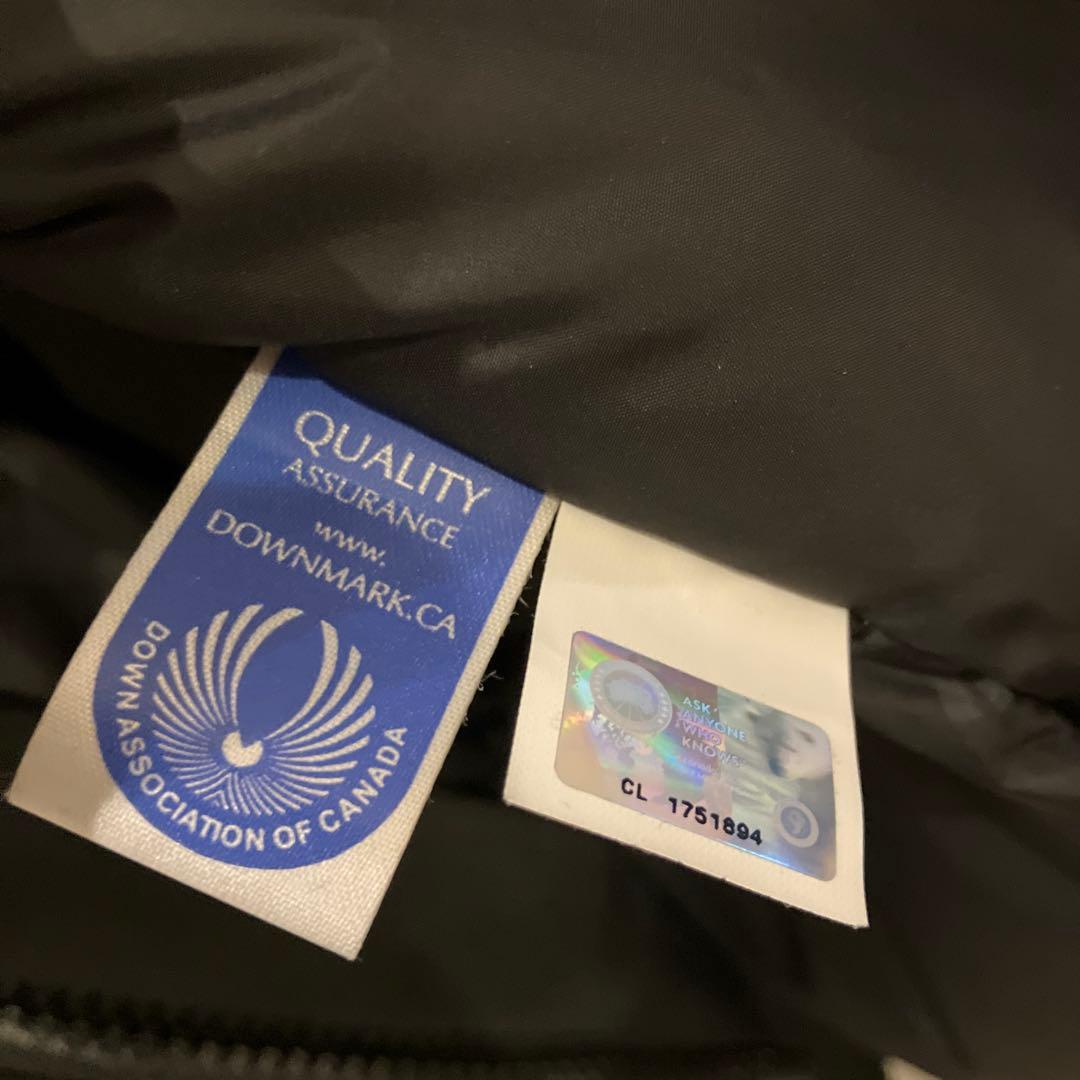 QUALITY
ASSURANCE
www.
DOWNMARK.CA
DOWN ASSOCIATION OF CANADA
ASK
ANYONE
WHO
KNOWS
CL 1751894